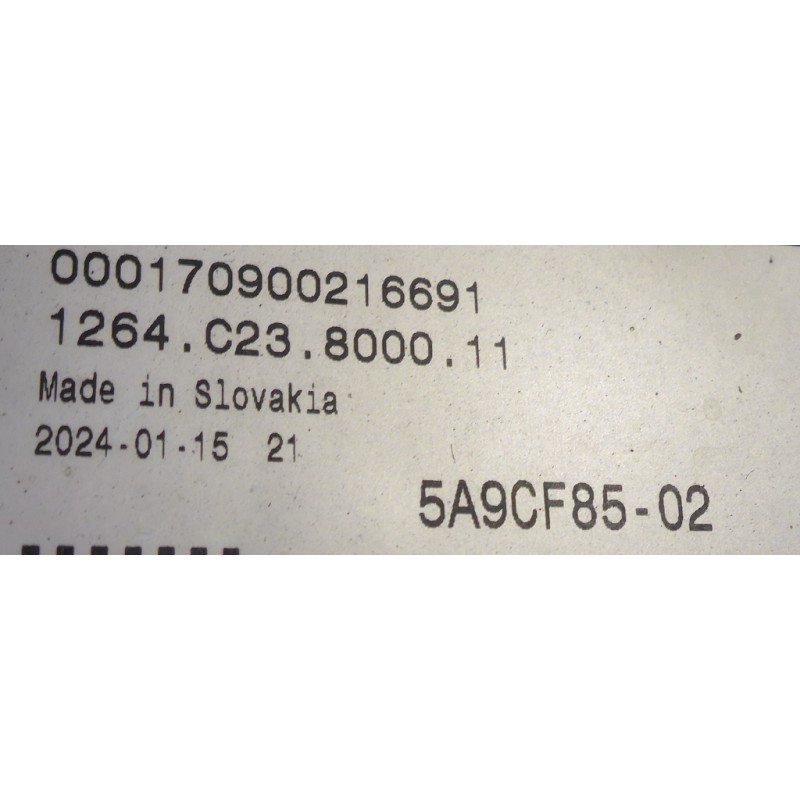 000170900216691
1264.C23.8000.11
Made in Slovakia
2024-01-15 21
5A9CF85-02